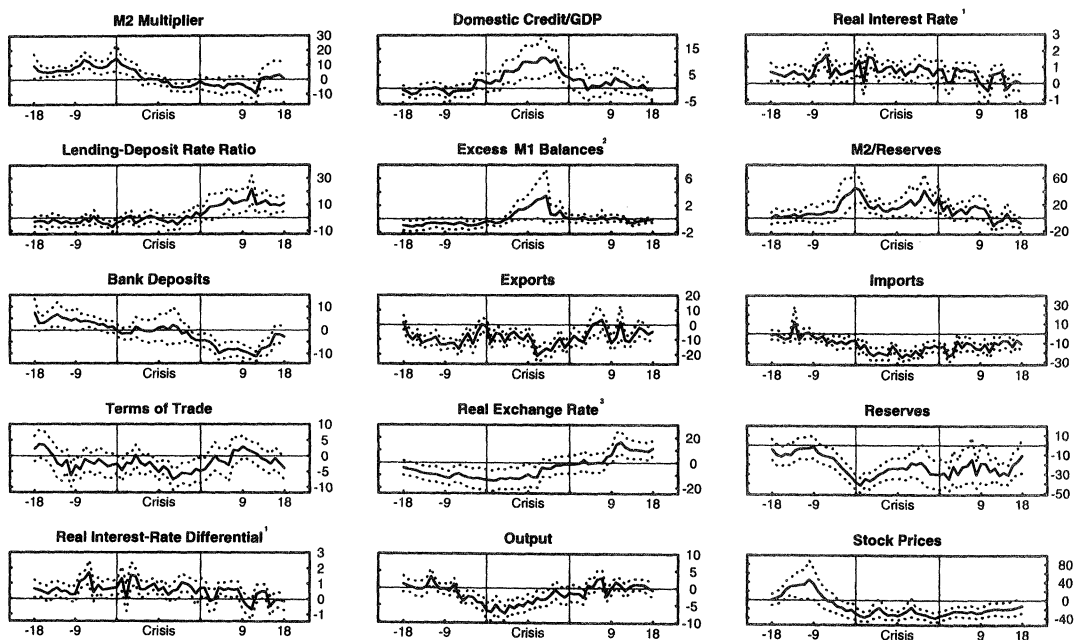 M2 Multiplier
30
20
10
0
-10
-18 -9 Crisis 9 18
Domestic Credit/GDP
15
5
-5
-18 -9 Crisis 9 18
Real Interest Rate ¹
3
2
1
0
-1
-18 -9 Crisis 9 18
Lending-Deposit Rate Ratio
30
10
-10
-18 -9 Crisis 9 18
Excess M1 Balances²
6
2
-2
-18 -9 Crisis 9 18
M2/Reserves
60
20
-20
-18 -9 Crisis 9 18
Bank Deposits
10
0
-10
-18 -9 Crisis 9 18
Exports
20
10
0
-10
-20
-18 -9 Crisis 9 18
Imports
30
10
-10
-30
-18 -9 Crisis 9 18
Terms of Trade
10
5
0
-5
-10
-18 -9 Crisis 9 18
Real Exchange Rate ³
20
0
-20
-18 -9 Crisis 9 18
Reserves
10
-10
-30
-50
-18 -9 Crisis 9 18
Real Interest-Rate Differential¹
3
2
1
0
-1
-18 -9 Crisis 9 18
Output
10
5
0
-5
-10
-18 -9 Crisis 9 18
Stock Prices
80
40
0
-40
-18 -9 Crisis 9 18